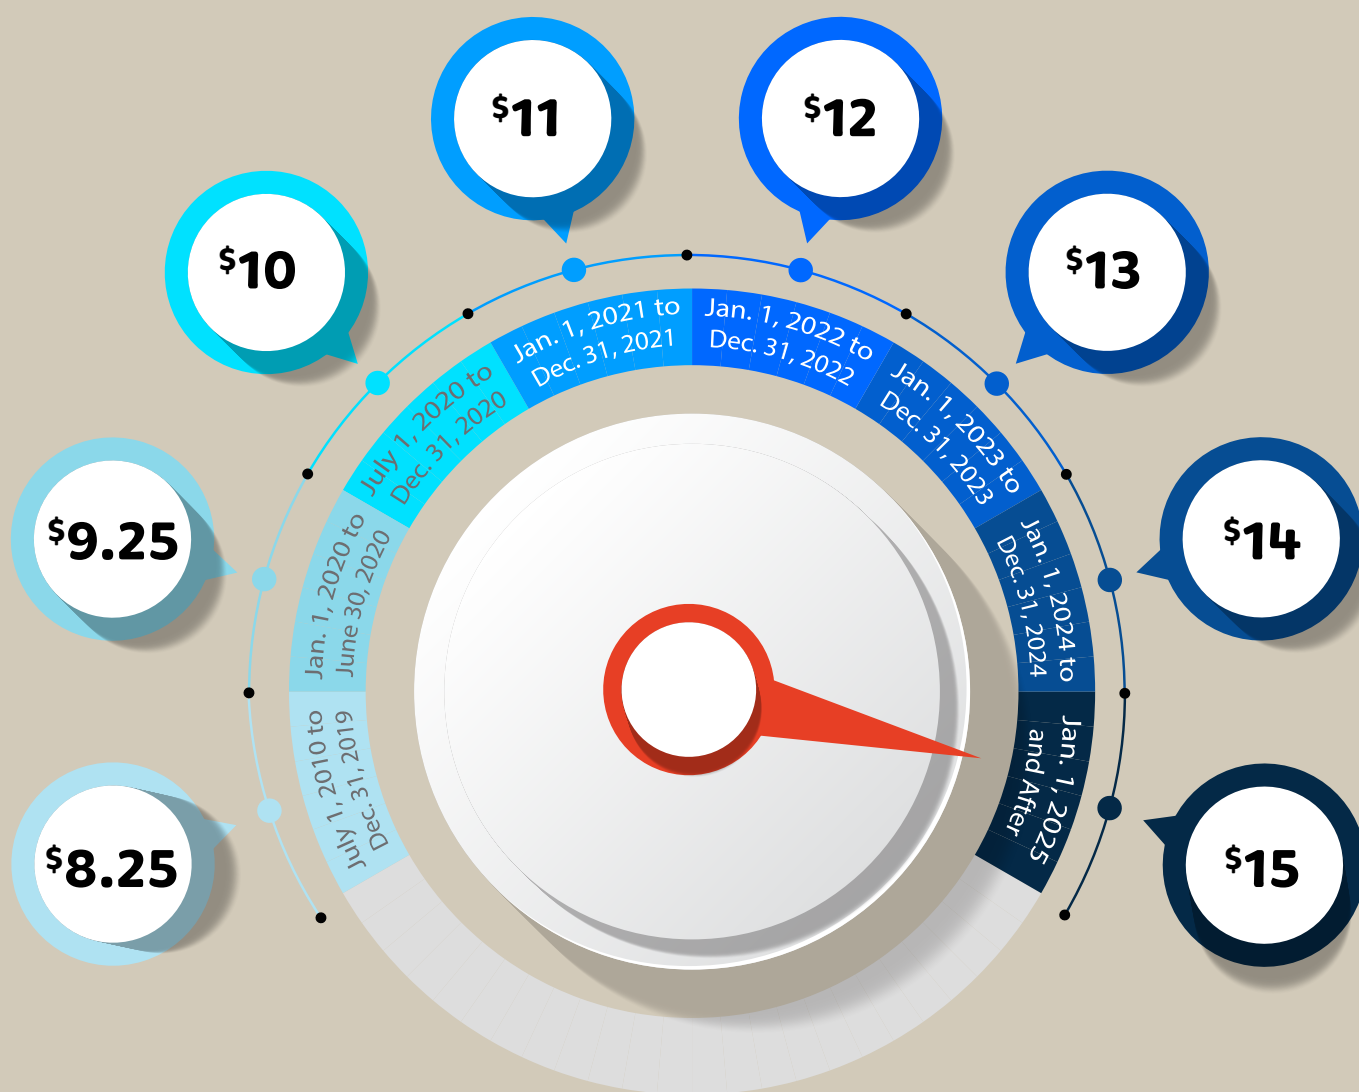 $8.25
July 1, 2010 to
Dec. 31, 2019
$9.25
Jan. 1, 2020 to
June 30, 2020
$10
July 1, 2020 to
Dec. 31, 2020
$11
Jan. 1, 2021 to
Dec. 31, 2021
$12
Jan. 1, 2022 to
Dec. 31, 2022
$13
Jan. 1, 2023 to
Dec. 31, 2023
$14
Jan. 1, 2024 to
Dec. 31, 2024
$15
Jan. 1, 2025
and After